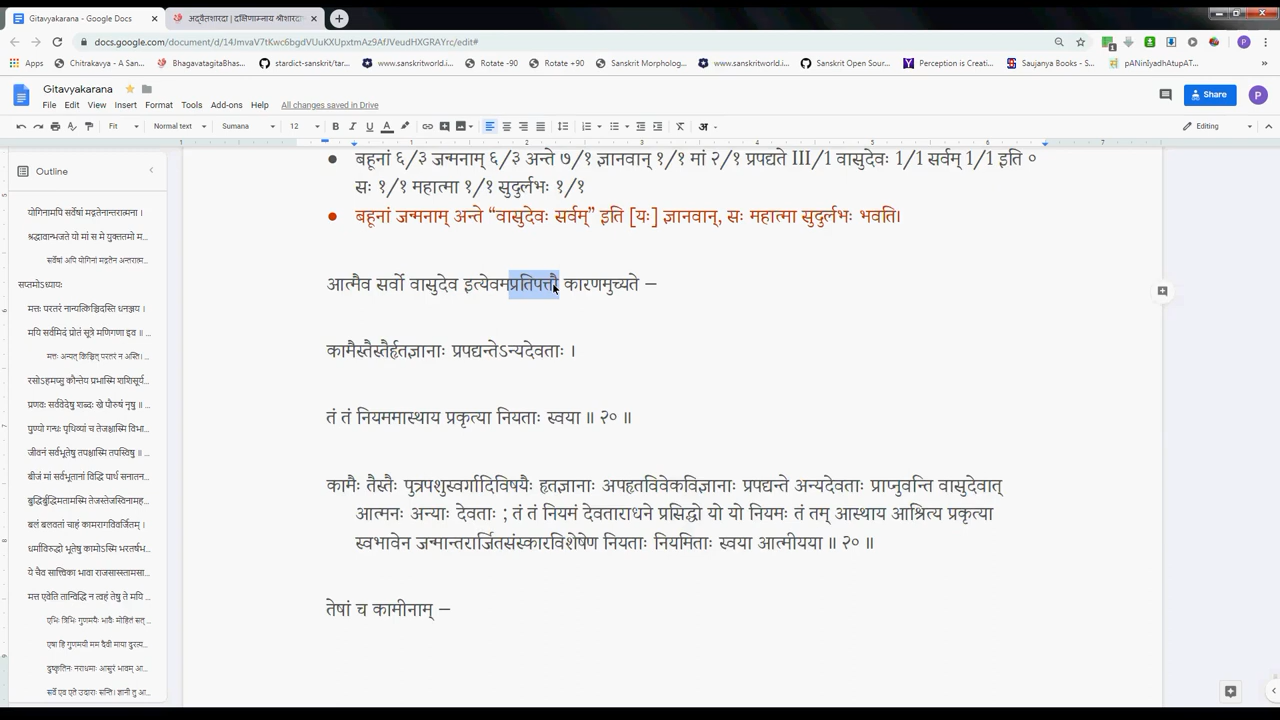 Gitavyakarana - Google Docs
अद्वैतशारदा | दक्षिणाम्नाय श्रीशारदा
docs.google.com/document/d/14JmvaV7tKwc6bgdVUuKXUpxtmAz9AfJVeudHXGRAYrc/edit#
Apps Chitrakavya - A San... BhagavatagitaBhas... stardict-sanskrit/tar... www.sanskritworld.i... Rotate -90 Rotate +90 Sanskrit Morpholog... www.sanskritworld.i... Sanskrit Open Sour... Perception is Creati... Saujanya Books - S... pANinIyadhAtupAT...
Gitavyakarana
File Edit View Insert Format Tools Add-ons Help All changes saved in Drive
Share
P
Fit Normal text Sumana 12 B I U A अ Editing
Outline
योगिनामपि सर्वेषां मद्गतेनान्तरात्मना ।
श्रद्धावान्भजते यो मां स मे युक्ततमो म...
सर्वेषां अपि योगिनां मद्गतेन अन्तरात्म...
सप्तमोऽध्यायः
मत्तः परतरं नान्यत्किञ्चिदस्ति धनञ्जय ।
मयि सर्वमिदं प्रोतं सूत्रे मणिगणा इव ॥ ...
मत्तः अन्यत् किञ्चित् परतरं न अस्ति।...
रसोऽहमप्सु कौन्तेय प्रभास्मि शशिसूर्य...
प्रणवः सर्ववेदेषु शब्दः खे पौरुषं नृषु ॥ ...
पुण्यो गन्धः पृथिव्यां च तेजश्चास्मि विभा...
जीवनं सर्वभूतेषु तपश्चास्मि तपस्विषु ॥ ...
बीजं मां सर्वभूतानां विद्धि पार्थ सनातन...
बुद्धिर्बुद्धिमतामस्मि तेजस्तेजस्विनामह...
बलं बलवतां चाहं कामरागविवर्जितम् ।
धर्माविरुद्धो भूतेषु कामोऽस्मि भरतर्षभ...
ये चैव सात्त्विका भावा राजसास्तामसा...
मत्त एवेति तान्विद्धि न त्वहं तेषु ते मयि ...
एभिः त्रिभिः गुणमयैः भावैः मोहितं सर्...
एषा हि गुणमयी मम दैवी माया दुरत्य...
दुष्कृतिनः नराधमाः आसुरं भावम् आ...
सर्वे एव एते उदाराः सन्ति। ज्ञानी तु आ...
बहूनां ६/३ जन्मनाम् ६/३ अन्ते ७/१ ज्ञानवान् १/१ मां २/१ प्रपद्यते III/1 वासुदेवः 1/1 सर्वम् 1/1 इति ०
सः १/१ महात्मा १/१ सुदुर्लभः १/१
बहूनां जन्मनाम् अन्ते “वासुदेवः सर्वम्” इति [यः] ज्ञानवान्, सः महात्मा सुदुर्लभः भवति।
आत्मैव सर्वो वासुदेव इत्येवमप्रतिपत्तौ कारणमुच्यते —
कामैस्तैस्तैर्हृतज्ञानाः प्रपद्यन्तेऽन्यदेवताः ।
तं तं नियममास्थाय प्रकृत्या नियताः स्वया ॥ २० ॥
कामैः तैस्तैः पुत्रपशुस्वर्गादिविषयैः हृतज्ञानाः अपहृतविवेकविज्ञानाः प्रपद्यन्ते अन्यदेवताः प्राप्नुवन्ति वासुदेवात्
आत्मनः अन्याः देवताः ; तं तं नियमं देवताराधने प्रसिद्धो यो यो नियमः तं तम् आस्थाय आश्रित्य प्रकृत्या
स्वभावेन जन्मान्तरार्जितसंस्कारविशेषेण नियताः नियमिताः स्वया आत्मीयया ॥ २० ॥
तेषां च कामीनाम् —